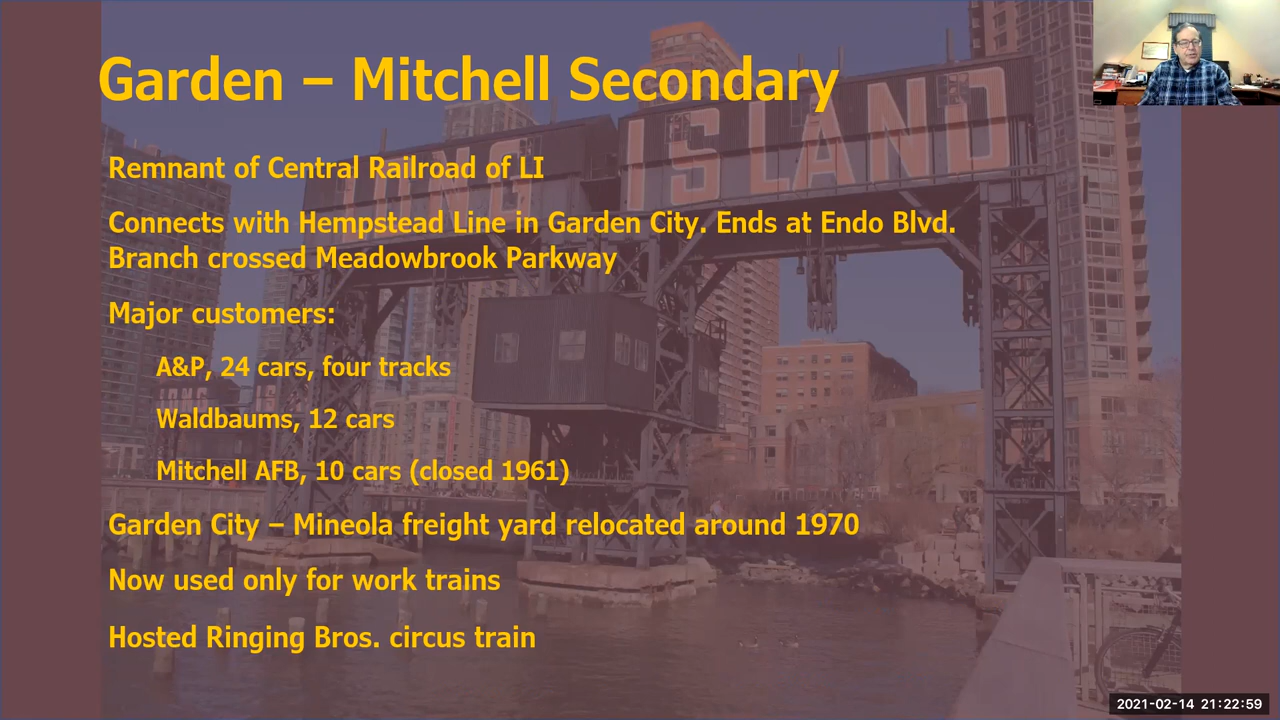 Garden – Mitchell Secondary
Remnant of Central Railroad of LI
Connects with Hempstead Line in Garden City. Ends at Endo Blvd.
Branch crossed Meadowbrook Parkway
Major customers:
A&P, 24 cars, four tracks
Waldbaums, 12 cars
Mitchell AFB, 10 cars (closed 1961)
Garden City – Mineola freight yard relocated around 1970
Now used only for work trains
Hosted Ringing Bros. circus train
LONG ISLAND
LONG
2021-02-14 21:22:59